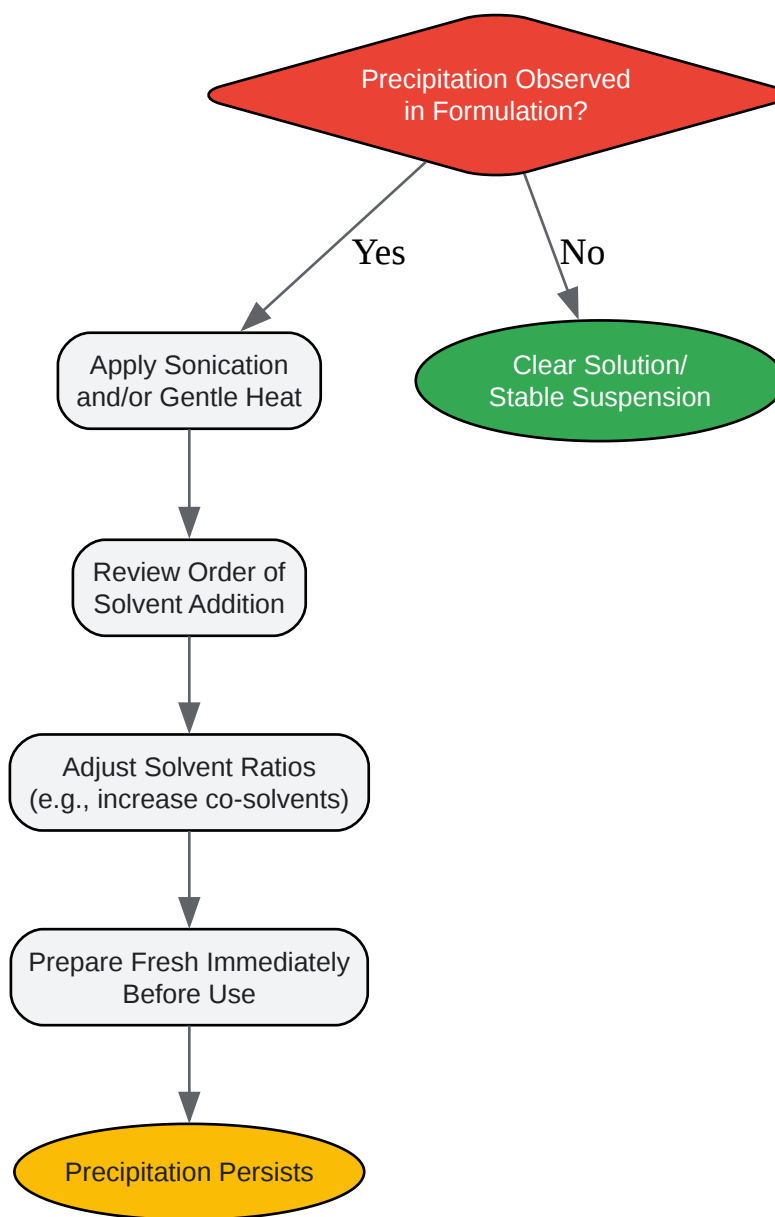 Precipitation Observed
in Formulation?
Yes
No
Apply Sonication
and/or Gentle Heat
Clear Solution/
Stable Suspension
Review Order of
Solvent Addition
Adjust Solvent Ratios
(e.g., increase co-solvents)
Prepare Fresh Immediately
Before Use
Precipitation Persists